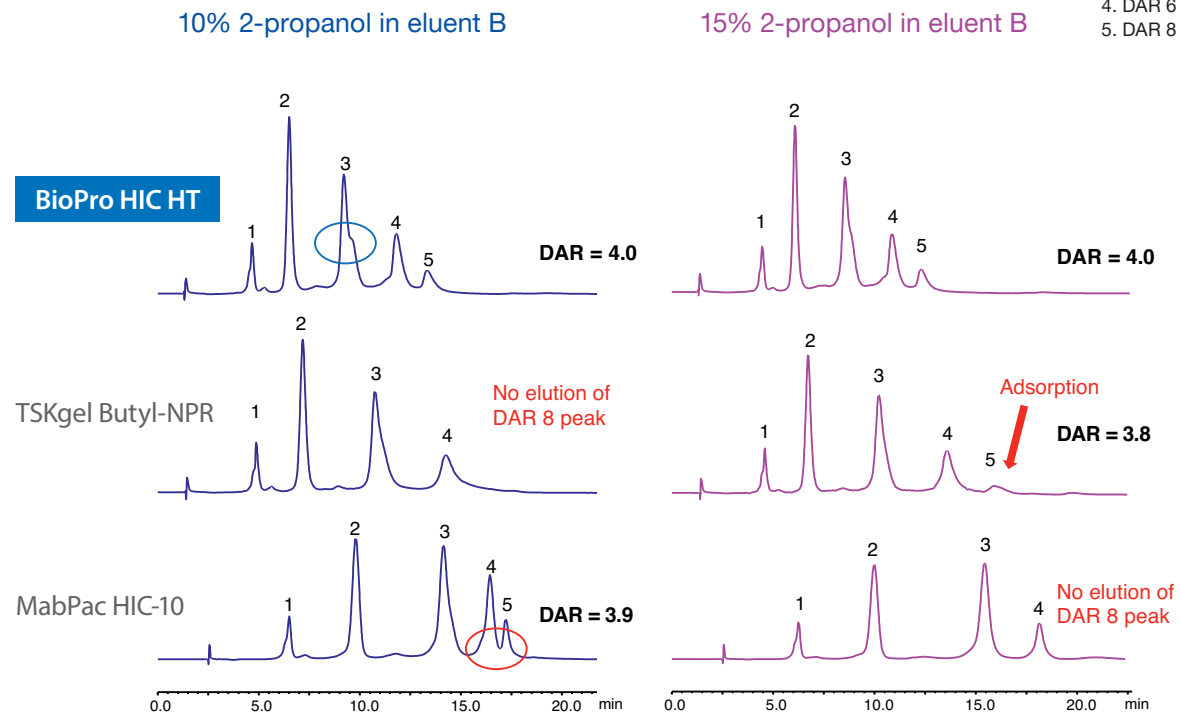 10% 2-propanol in eluent B
15% 2-propanol in eluent B
4. DAR 6
5. DAR 8
BioPro HIC HT
1
2
3
4
5
DAR = 4.0
1
2
3
4
5
DAR = 4.0
TSKgel Butyl-NPR
1
2
3
4
No elution of
DAR 8 peak
1
2
3
4
5
Adsorption
DAR = 3.8
MabPac HIC-10
1
2
3
4
5
DAR = 3.9
1
2
3
4
No elution of
DAR 8 peak
0.0 5.0 10.0 15.0 20.0 min
0.0 5.0 10.0 15.0 20.0 min